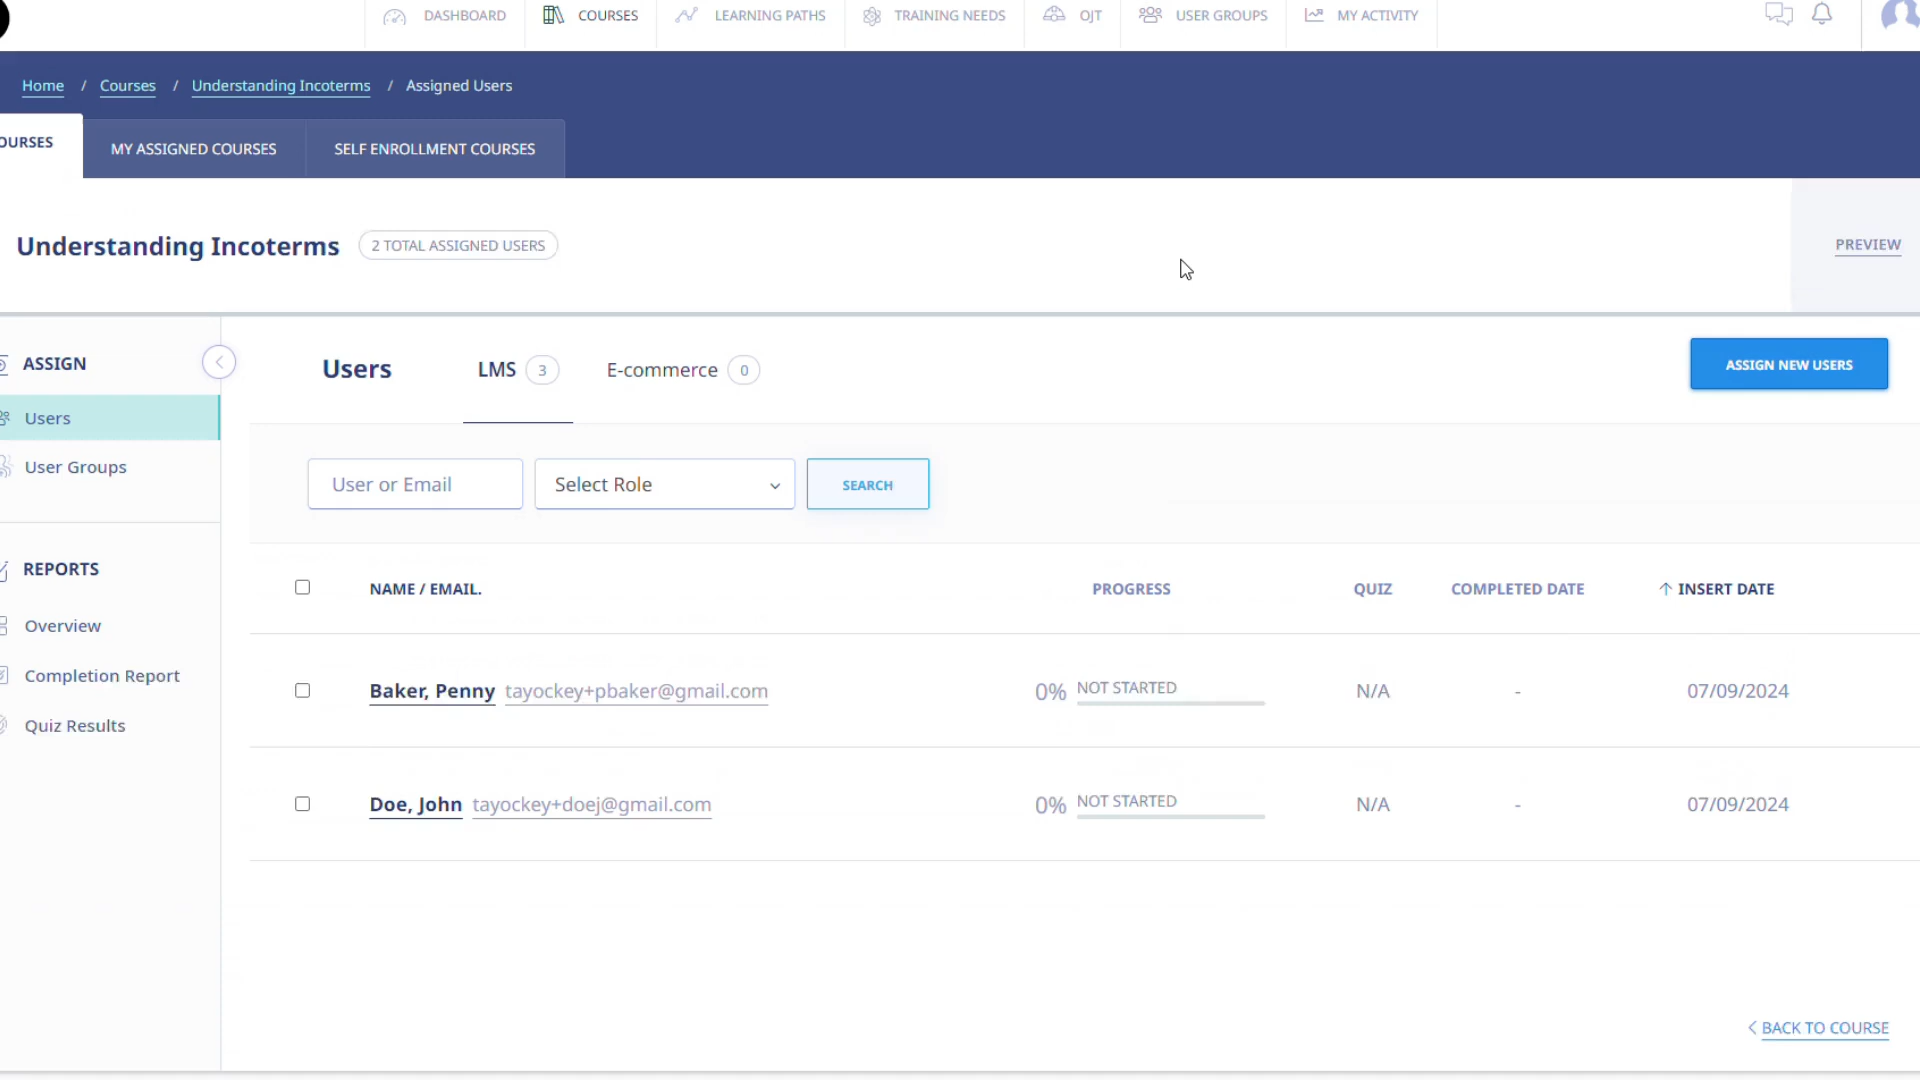 DASHBOARD
COURSES
LEARNING PATHS
TRAINING NEEDS
OJT
USER GROUPS
MY ACTIVITY
Home / Courses / Understanding Incoterms / Assigned Users
OURSES
MY ASSIGNED COURSES
SELF ENROLLMENT COURSES
Understanding Incoterms
2 TOTAL ASSIGNED USERS
PREVIEW
ASSIGN
Users
User Groups
REPORTS
Overview
Completion Report
Quiz Results
Users
LMS 3
E-commerce 0
ASSIGN NEW USERS
User or Email
Select Role
SEARCH
NAME / EMAIL. PROGRESS QUIZ COMPLETED DATE ↑ INSERT DATE
Baker, Penny tayockey+pbaker@gmail.com 0% NOT STARTED N/A - 07/09/2024
Doe, John tayockey+doej@gmail.com 0% NOT STARTED N/A - 07/09/2024
< BACK TO COURSE